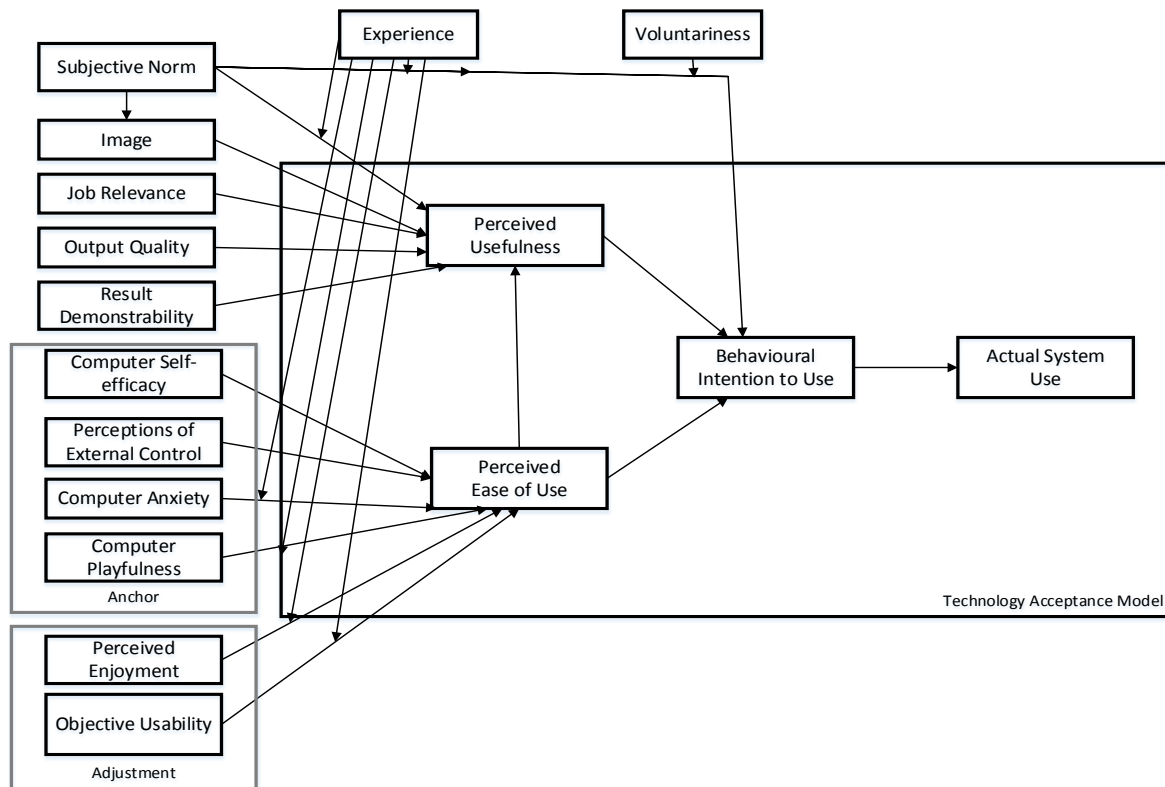 Experience
Voluntariness
Subjective Norm
Image
Job Relevance
Output Quality
Result
Demonstrability
Perceived
Usefulness
Computer Self-
efficacy
Perceptions of
External Control
Computer Anxiety
Computer
Playfulness
Anchor
Perceived
Ease of Use
Behavioural
Intention to Use
Actual System
Use
Technology Acceptance Model
Perceived
Enjoyment
Objective Usability
Adjustment